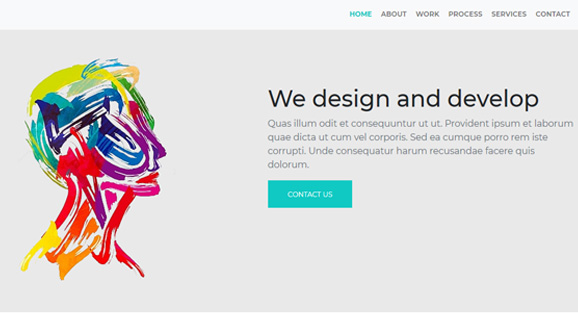 HOME ABOUT WORK PROCESS SERVICES CONTACT
We design and develop
Quas illum odit et consequuntur ut ut. Provident ipsum et laborum
quae dicta ut cum vel corporis. Sed ea cumque porro rem iste
corrupti. Unde consequatur harum recusandae facere quis
dolorum.
CONTACT US